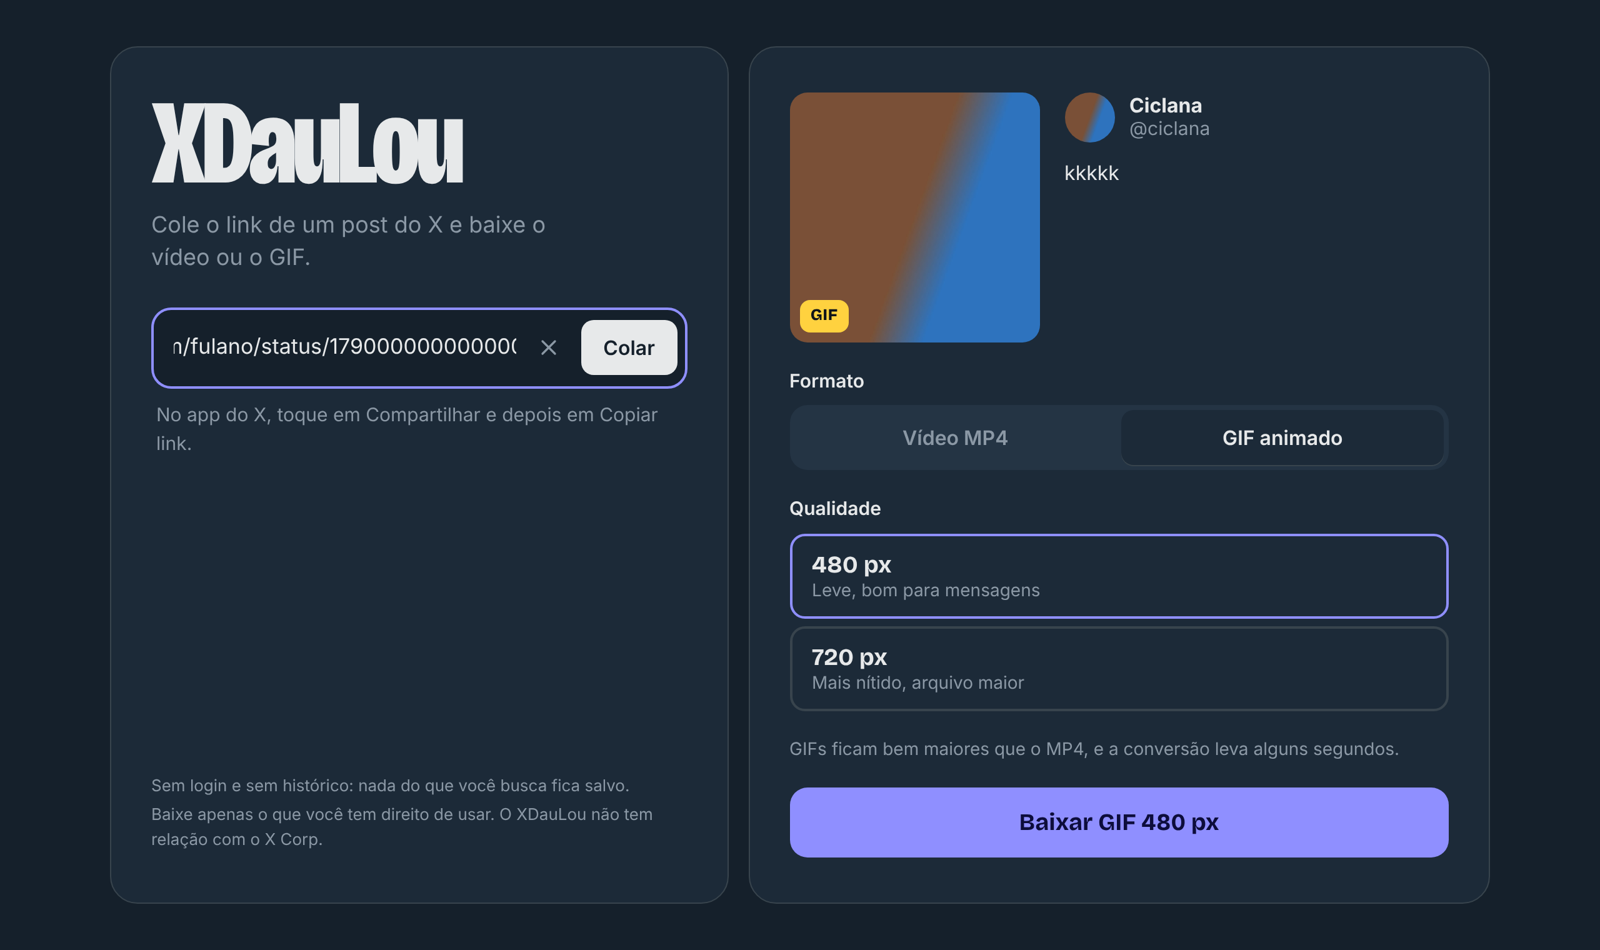 XDauLou
Cole o link de um post do X e baixe o
vídeo ou o GIF.
n/fulano/status/1790000000000000
Colar
No app do X, toque em Compartilhar e depois em Copiar
link.
Sem login e sem histórico: nada do que você busca fica salvo.
Baixe apenas o que você tem direito de usar. O XDauLou não tem
relação com o X Corp.
GIF
Ciclana
@ciclana
kkkkk
Formato
Vídeo MP4
GIF animado
Qualidade
480 px
Leve, bom para mensagens
720 px
Mais nítido, arquivo maior
GIFs ficam bem maiores que o MP4, e a conversão leva alguns segundos.
Baixar GIF 480 px